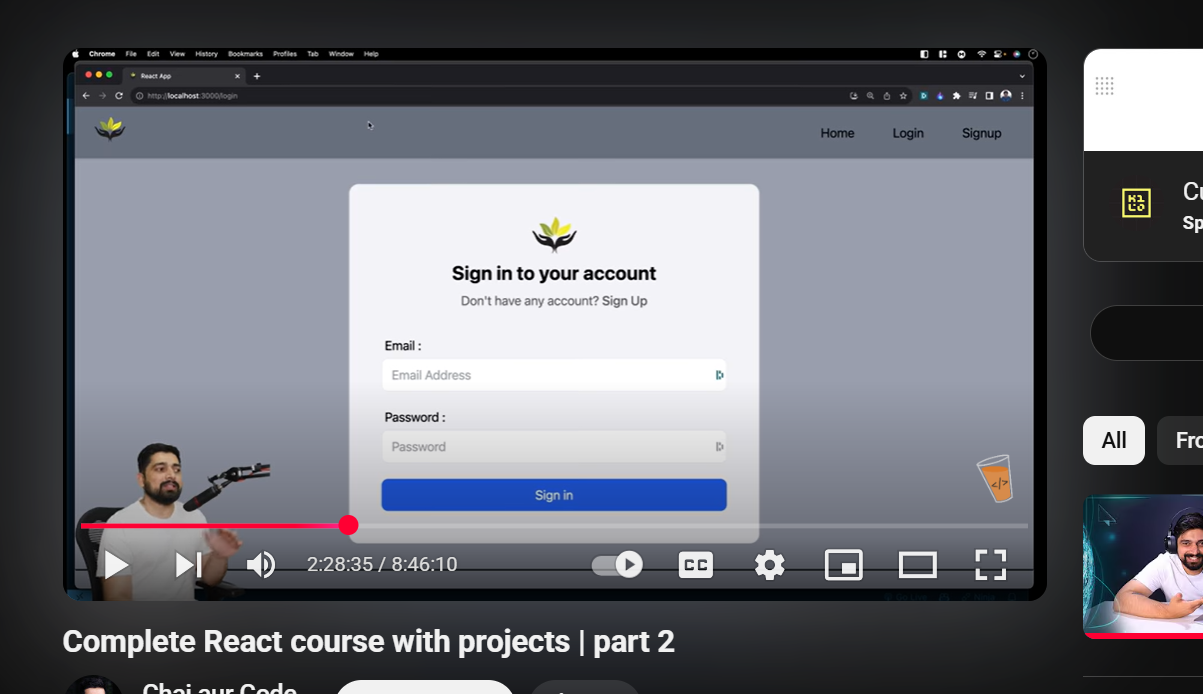 Chrome File Edit View History Bookmarks Profiles Tab Window Help
React App
http://localhost:3000/login
Home Login Signup
Sign in to your account
Don't have any account? Sign Up
Email :
Email Address
Password :
Password
Sign in
</>
2:28:35 / 8:46:10
CC
Complete React course with projects | part 2
Chai aur Code
Cu
Sp
All
Fro